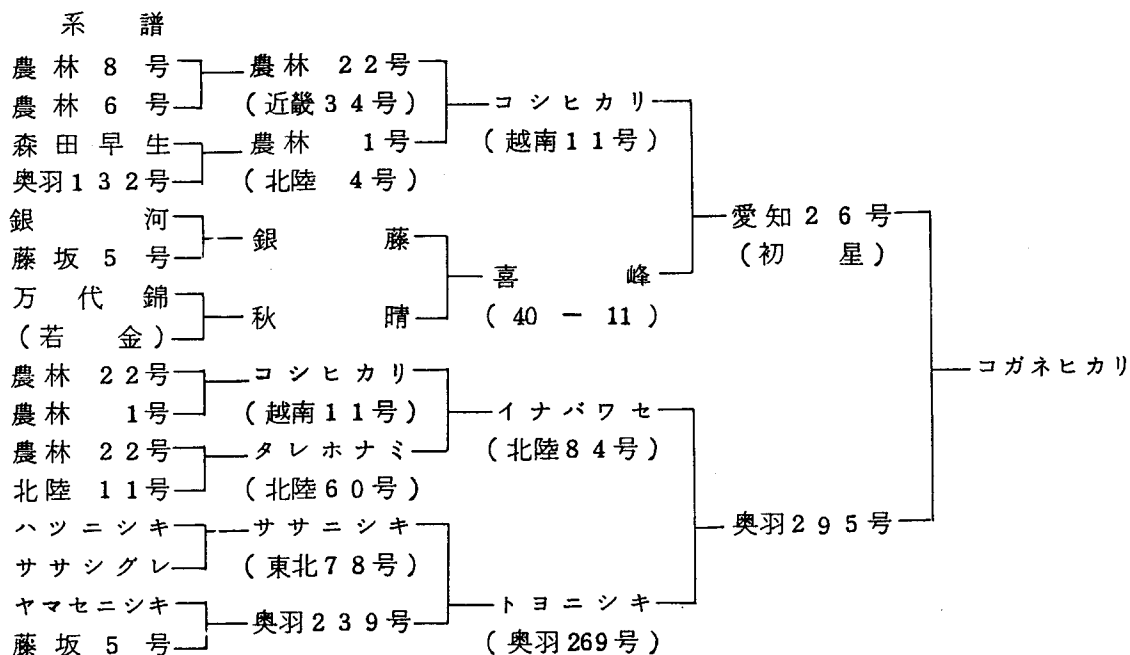 系譜
農林8号 農林22号
農林6号 (近畿34号) コシヒカリ
森田早生 農林1号 (越南11号)
奥羽132号 (北陸4号)
銀河 愛知26号
藤坂5号 銀藤 (初星)
万代錦 喜峰
(若金) 秋晴 (40-11)
農林22号 コシヒカリ コガネヒカリ
農林1号 (越南11号) イナバワセ
農林22号 タレホナミ (北陸84号)
北陸11号 (北陸60号)
ハツニシキ ササニシキ 奥羽295号
ササシグレ (東北78号)
ヤマセニシキ 奥羽239号 トヨニシキ
藤坂5号 (奥羽269号)